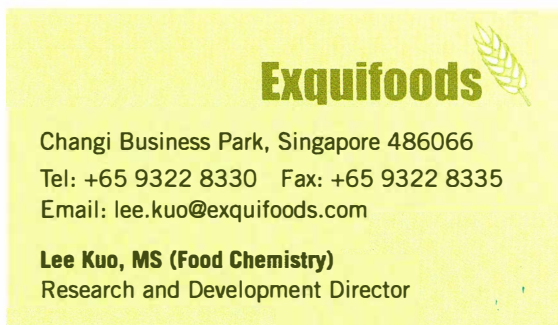 Exquifoods
Changi Business Park, Singapore 486066
Tel: +65 9322 8330 Fax: +65 9322 8335
Email: lee.kuo@exquifoods.com
Lee Kuo, MS (Food Chemistry)
Research and Development Director